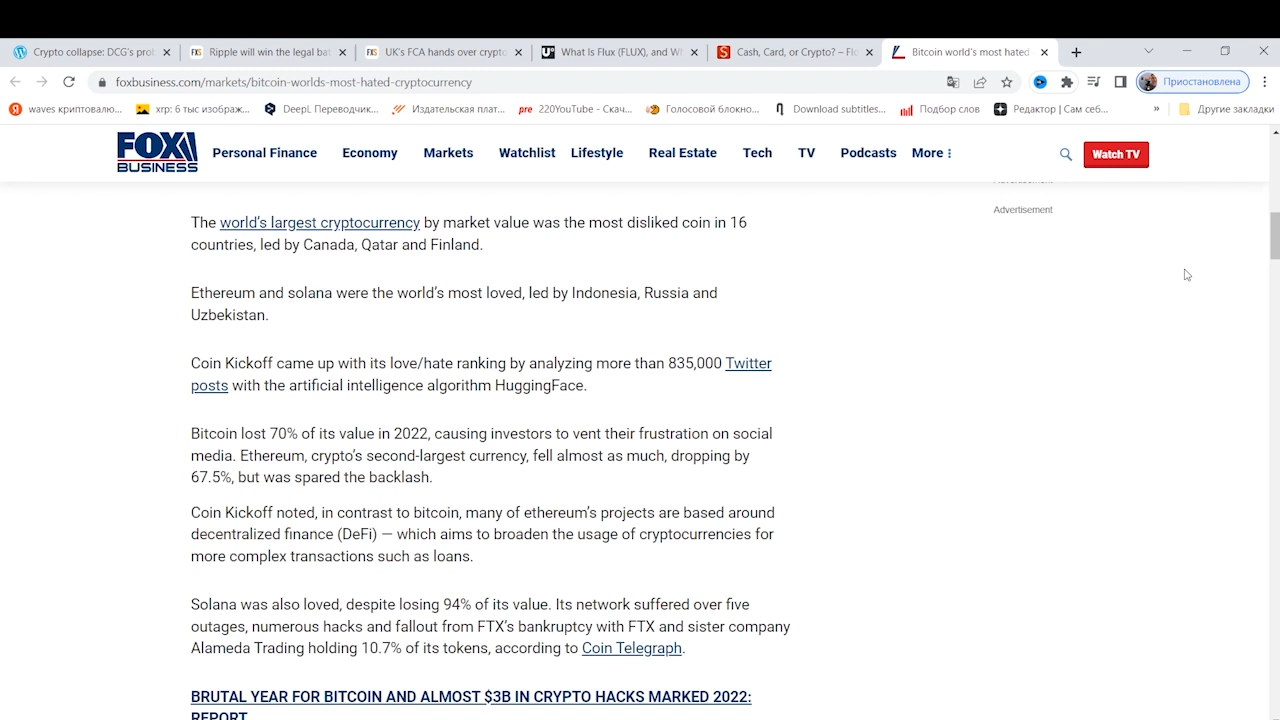 Crypto collapse: DCG's pro
Ripple will win the legal bat
UK's FCA hands over crypto
What Is Flux (FLUX), and W
Cash, Card, or Crypto? – Flo
Bitcoin world's most hated
foxbusiness.com/markets/bitcoin-worlds-most-hated-cryptocurrency
Приостановлена
waves криптовалю...
xrp: 6 тыс изображ...
DeepL Переводчик...
Издательская плат...
pre 220YouTube - Скач...
Голосовой блокно...
Download subtitles...
Подбор слов
Редактор | Сам себ...
»
Другие закладки
FOX
BUSINESS
Personal Finance
Economy
Markets
Watchlist
Lifestyle
Real Estate
Tech
TV
Podcasts
More
Watch TV
Advertisement
Advertisement
The world's largest cryptocurrency by market value was the most disliked coin in 16
countries, led by Canada, Qatar and Finland.
Ethereum and solana were the world's most loved, led by Indonesia, Russia and
Uzbekistan.
Coin Kickoff came up with its love/hate ranking by analyzing more than 835,000 Twitter
posts with the artificial intelligence algorithm HuggingFace.
Bitcoin lost 70% of its value in 2022, causing investors to vent their frustration on social
media. Ethereum, crypto's second-largest currency, fell almost as much, dropping by
67.5%, but was spared the backlash.
Coin Kickoff noted, in contrast to bitcoin, many of ethereum's projects are based around
decentralized finance (DeFi) — which aims to broaden the usage of cryptocurrencies for
more complex transactions such as loans.
Solana was also loved, despite losing 94% of its value. Its network suffered over five
outages, numerous hacks and fallout from FTX's bankruptcy with FTX and sister company
Alameda Trading holding 10.7% of its tokens, according to Coin Telegraph.
BRUTAL YEAR FOR BITCOIN AND ALMOST $3B IN CRYPTO HACKS MARKED 2022:
REPORT